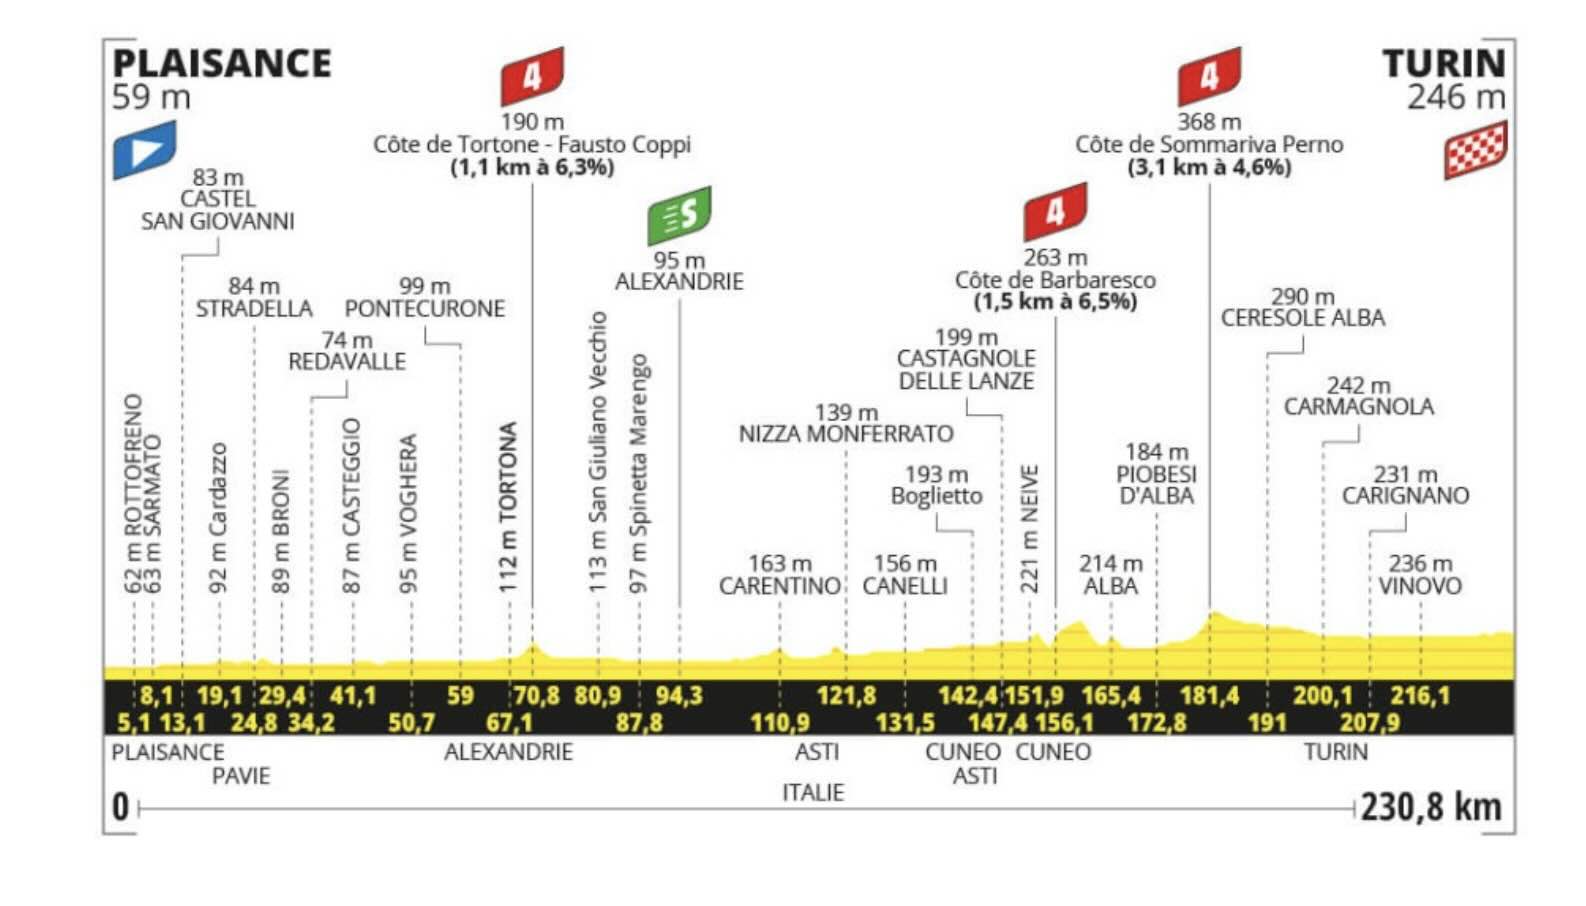 PLAISANCE
59 m
TURIN
246 m
4
190 m
Côte de Tortone - Fausto Coppi
(1,1 km à 6,3%)
4
368 m
Côte de Sommariva Perno
(3,1 km à 4,6%)
83 m
CASTEL
SAN GIOVANNI
S
95 m
ALEXANDRIE
4
263 m
Côte de Barbaresco
(1,5 km à 6,5%)
84 m
STRADELLA
99 m
PONTECURONE
74 m
REDAVALLE
290 m
CERESOLE ALBA
199 m
CASTAGNOLE
DELLE LANZE
242 m
CARMAGNOLA
139 m
NIZZA MONFERRATO
193 m
Boglietto
184 m
PIOBESI
D'ALBA
231 m
CARIGNANO
62 m ROTTOFRENO
63 m SARMATO
92 m Cardazzo
89 m BRONI
87 m CASTEGGIO
95 m VOGHERA
112 m TORTONA
113 m San Giuliano Vecchio
97 m Spinetta Marengo
163 m
CARENTINO
156 m
CANELLI
221 m NEIVE
214 m
ALBA
236 m
VINOVO
8,1 19,1 29,4 41,1 59 70,8 80,9 94,3 121,8 142,4 151,9 165,4 181,4 200,1 216,1
5,1 13,1 24,8 34,2 50,7 67,1 87,8 110,9 131,5 147,4 156,1 172,8 191 207,9
PLAISANCE ALEXANDRIE ASTI CUNEO CUNEO TURIN
PAVIE ASTI
ITALIE
0 230,8 km